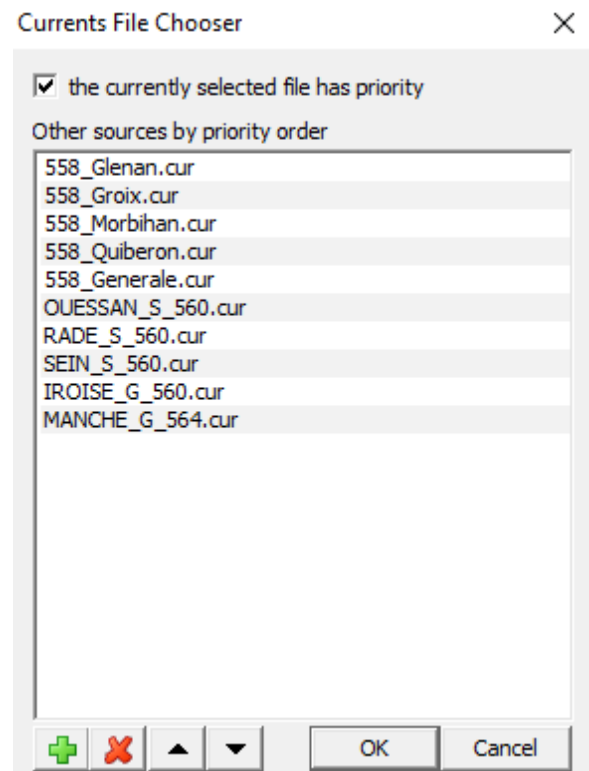 Currents File Chooser
the currently selected file has priority
Other sources by priority order
558_Glenan.cur
558_Groix.cur
558_Morbihan.cur
558_Quiberon.cur
558_Generale.cur
OUESSAN_S_560.cur
RADE_S_560.cur
SEIN_S_560.cur
IROISE_G_560.cur
MANCHE_G_564.cur
OK Cancel